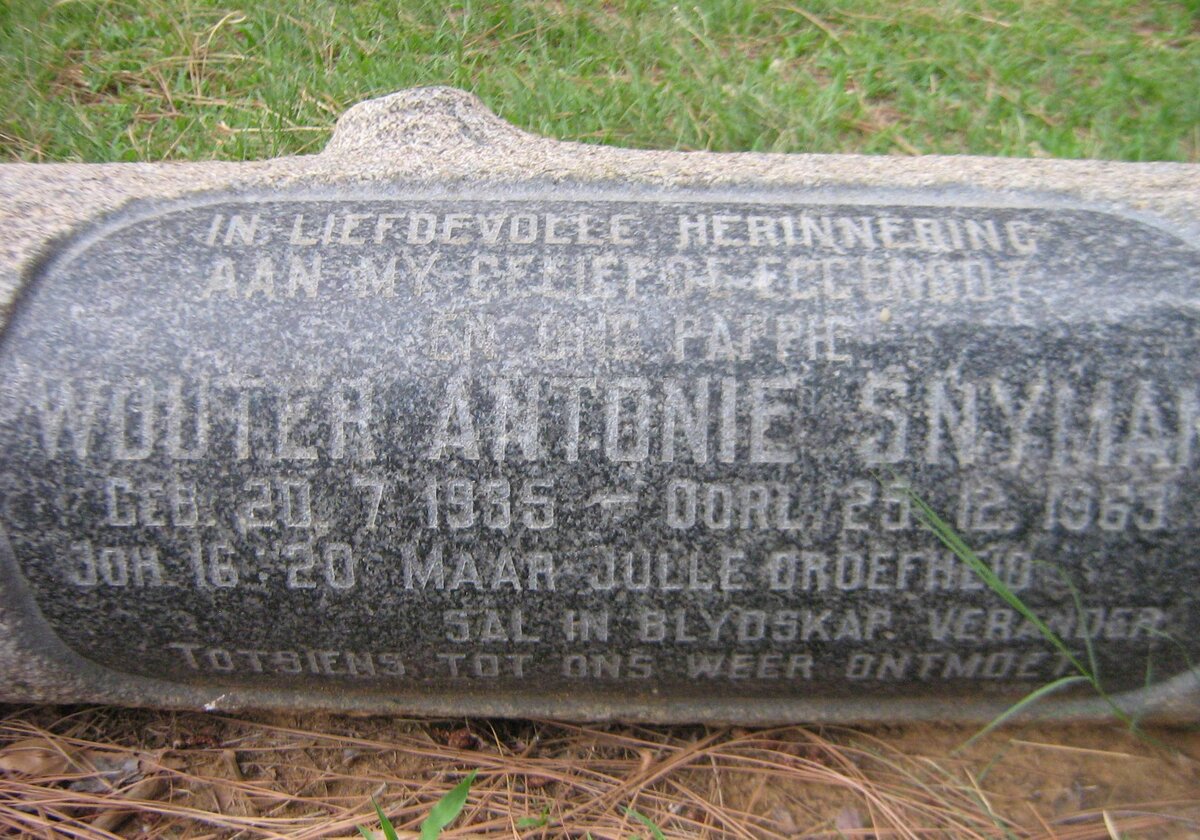 IN LIEFDEVOLLE HERINNERING
AAN MY GELIEFDE EGGENOOT
EN ONS PAPPIE
WOUTER ANTONIE SNYMAN
GEB. 20. 7 1935 – OORL. 25. 12. 1963
JOH. 16:20 MAAR JULLE DROEFHEID
SAL IN BLYDSKAP VERANDER
TOTSIENS TOT ONS WEER ONTMOET